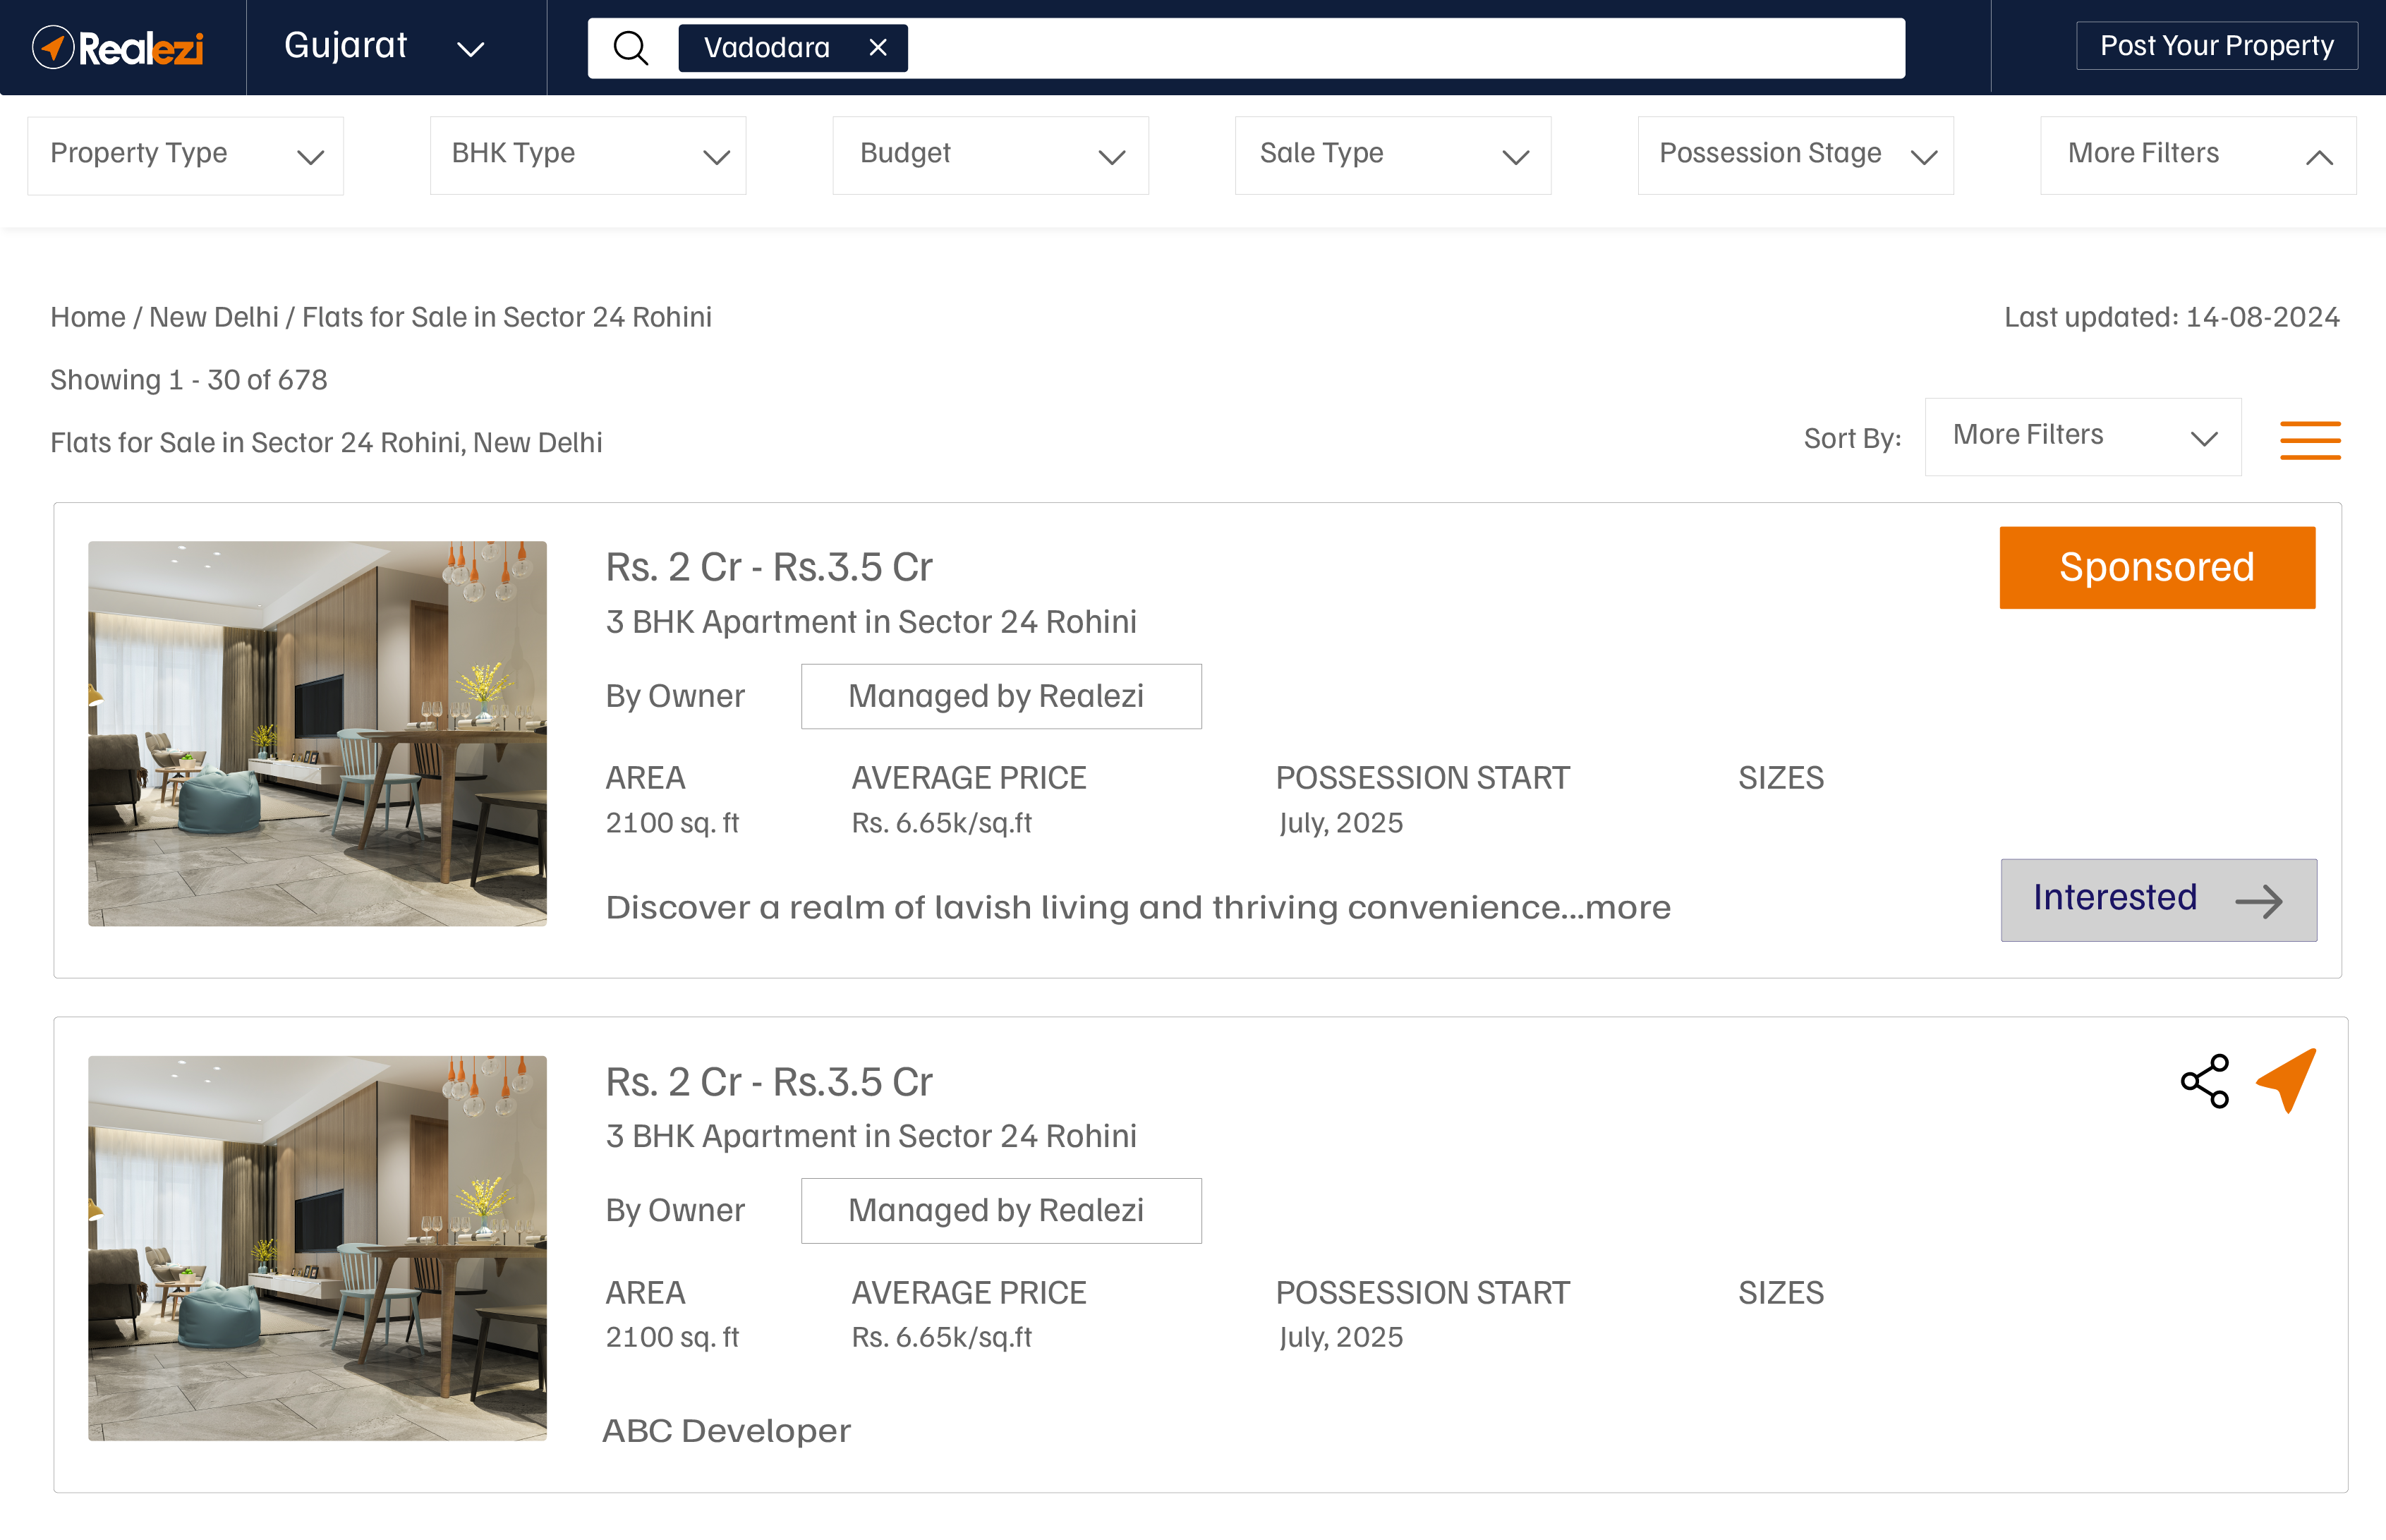 Realezi
Gujarat
Vadodara
Post Your Property
Property Type
BHK Type
Budget
Sale Type
Possession Stage
More Filters
Home / New Delhi / Flats for Sale in Sector 24 Rohini
Last updated: 14-08-2024
Showing 1 - 30 of 678
Flats for Sale in Sector 24 Rohini, New Delhi
Sort By:
More Filters
Rs. 2 Cr - Rs.3.5 Cr
Sponsored
3 BHK Apartment in Sector 24 Rohini
By Owner
Managed by Realezi
AREA
AVERAGE PRICE
POSSESSION START
SIZES
2100 sq. ft
Rs. 6.65k/sq.ft
July, 2025
Discover a realm of lavish living and thriving convenience...more
Interested
Rs. 2 Cr - Rs.3.5 Cr
3 BHK Apartment in Sector 24 Rohini
By Owner
Managed by Realezi
AREA
AVERAGE PRICE
POSSESSION START
SIZES
2100 sq. ft
Rs. 6.65k/sq.ft
July, 2025
ABC Developer